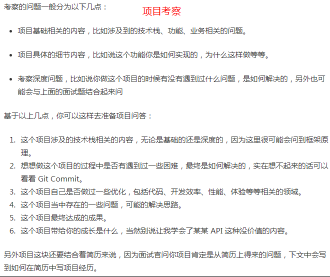 项目考察
考察的问题一般分为以下几点：
• 项目基础相关的内容，比如涉及到的技术栈、功能、业务相关的问题。
• 项目具体的细节内容，比如说这个功能你是如何实现的，为什么这样做等等。
• 考察深度问题，比如说你做这个项目的时候有没有遇到过什么问题，是如何解决的，另外也可
能会与上面的面试题结合起来问
基于以上几点，你可以这样去准备项目问答：
1. 这个项目涉及的技术栈相关的内容，无论是基础的还是深度的，因为这里很可能会问到框架原
理。
2. 想想做这个项目的过程中是否有遇到过一些困难，最终是如何解决的，实在想不起来的话可以
看看 Git Commit。
3. 这个项目自己是否做过一些优化，包括代码、开发效率、性能、体验等等相关的领域。
4. 这个项目当中存在的一些问题，可能的解决思路。
5. 这个项目最终达成的成果。
6. 这个项目带给你的成长是什么，当然别说让我学会了某某 API 这种没价值的内容。
另外项目这块还要结合看简历来说，因为面试官问你项目肯定是从简历上得来的问题，下文中会写
到如何在简历中写项目经历。